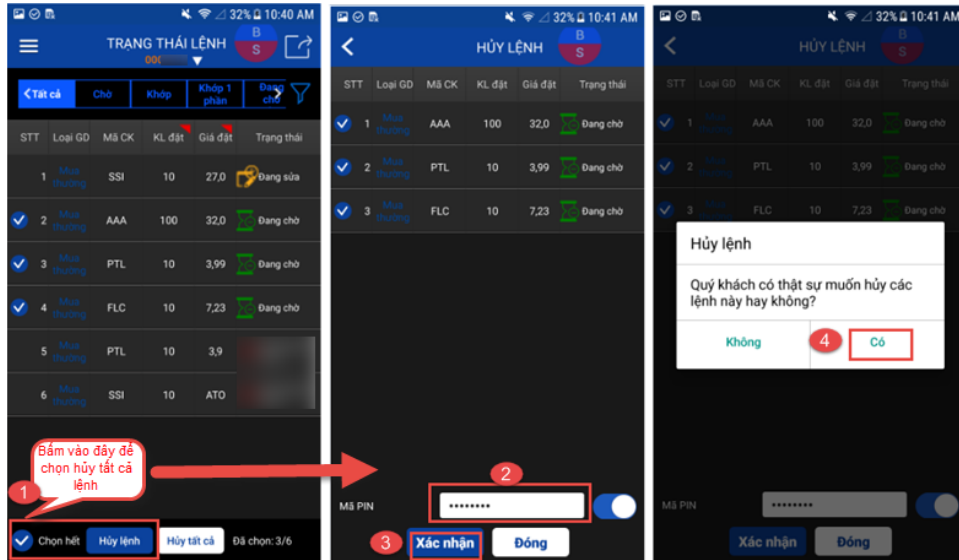 32% 10:40 AM
TRẠNG THÁI LỆNH
B
S
000
Tất cả
Chờ
Khớp
Khớp 1
phần
Đang
chờ
STT Loại GD Mã CK KL đặt Giá đặt Trạng thái
1 Mua thường SSI 10 27,0 Đang sửa
2 Mua thường AAA 100 32,0 Đang chờ
3 Mua thường PTL 10 3,99 Đang chờ
4 Mua thường FLC 10 7,23 Đang chờ
5 Mua thường PTL 10 3,9
6 Mua thường SSI 10 ATO
Bấm vào đây để
chọn hủy tất cả
lệnh
1
Chọn hết Hủy lệnh Hủy tất cả Đã chọn: 3/6
32% 10:41 AM
HỦY LỆNH
B
S
STT Loại GD Mã CK KL đặt Giá đặt Trạng thái
1 Mua thường AAA 100 32,0 Đang chờ
2 Mua thường PTL 10 3,99 Đang chờ
3 Mua thường FLC 10 7,23 Đang chờ
2
Mã PIN ••••••••
3 Xác nhận Đóng
32% 10:41 AM
HỦY LỆNH
B
S
STT Loại GD Mã CK KL đặt Giá đặt Trạng thái
1 Mua thường AAA 100 32,0 Đang chờ
2 Mua thường PTL 10 3,99 Đang chờ
3 Mua thường FLC 10 7,23 Đang chờ
Hủy lệnh
Quý khách có thật sự muốn hủy các
lệnh này hay không?
Không 4 Có
Mã PIN ••••••••
Xác nhận Đóng